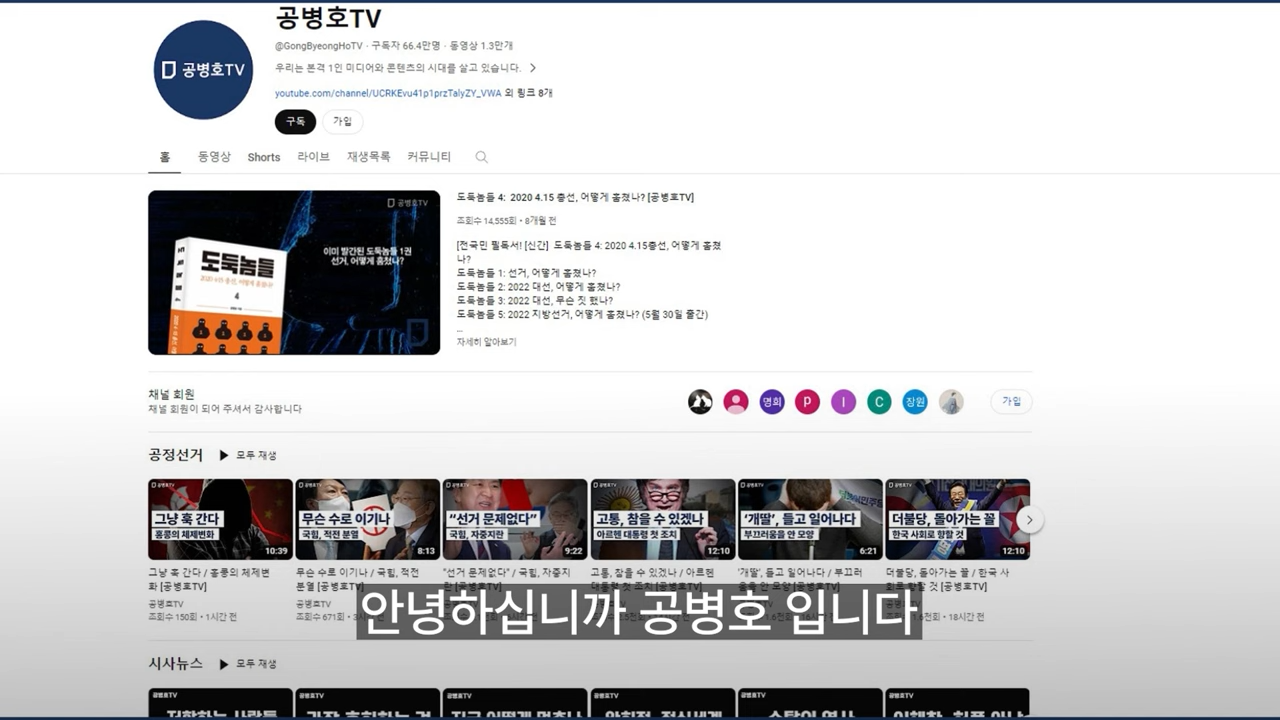 공병호TV
공병호TV
@GongByeongHoTV · 구독자 66.4만명 · 동영상 1.3만개
우리는 본격 1인 미디어와 콘텐츠의 시대를 살고 있습니다.
youtube.com/channel/UCRKEvu41p1przTalyZY_VWA 외 링크 8개
구독 가입
홈 동영상 Shorts 라이브 재생목록 커뮤니티
공병호TV
이미 발간된 도둑놈들 1권
선거, 어떻게 훔쳤나?
도둑놈들
4
도둑놈들 4: 2020 4.15 총선, 어떻게 훔쳤나? [공병호TV]
조회수 14,555회 • 8개월 전
[전국민 필독서! [신간] 도둑놈들 4: 2020 4.15총선, 어떻게 훔쳤
나?
도둑놈들 1: 선거, 어떻게 훔쳤나?
도둑놈들 2: 2022 대선, 어떻게 훔쳤나?
도둑놈들 3: 2022 대선, 무슨 짓 했나?
도둑놈들 5: 2022 지방선거, 어떻게 훔쳤나? (5월 30일 출간)
...
자세히 알아보기
채널 회원
채널 회원이 되어 주셔서 감사합니다
명희 P I C 장원
가입
공정선거 ▶ 모두 재생
그냥 훅 간다
홍콩의 체제변화
10:39
무슨 수로 이기나
국힘, 적전 분열
8:13
“선거 문제없다”
국힘, 자중지란
9:22
고통, 참을 수 있겠나
아르헨 대통령 첫 조치
12:10
‘개딸’, 들고 일어나다
부끄러움을 안 모양
6:21
더불당, 돌아가는 꼴
한국 사회로 향할 것
12:10
그냥 훅 간다 / 홍콩의 체제변
화 [공병호TV]
공병호TV
조회수 150회 • 1시간 전
무슨 수로 이기나 / 국힘, 적전
분열 [공병호TV]
공병호TV
조회수 671회 •
"선거 문제없다" / 국힘, 자중지
고통, 참을 수 있겠나 / 아르헨
'개딸', 들고 일어나다 / 부끄러
더불당, 돌아가는 꼴 / 한국 사
18시간 전
안녕하십니까 공병호 입니다
시사뉴스 ▶ 모두 재생
공병호TV
공병호TV
공병호TV
공병호TV
공병호TV
공병호TV